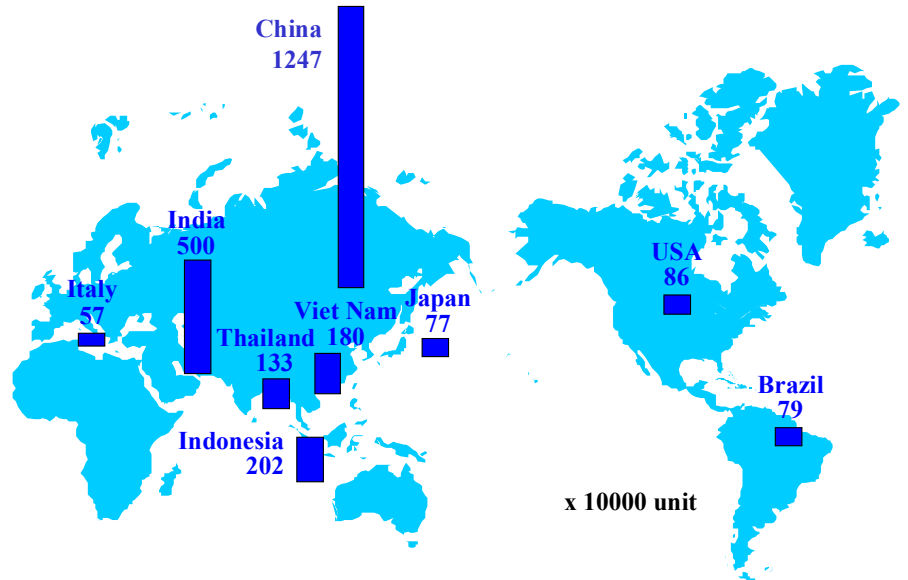 China
1247
India
500
USA
86
Italy
57
Viet Nam
180
Japan
77
Thailand
133
Brazil
79
Indonesia
202
x 10000 unit